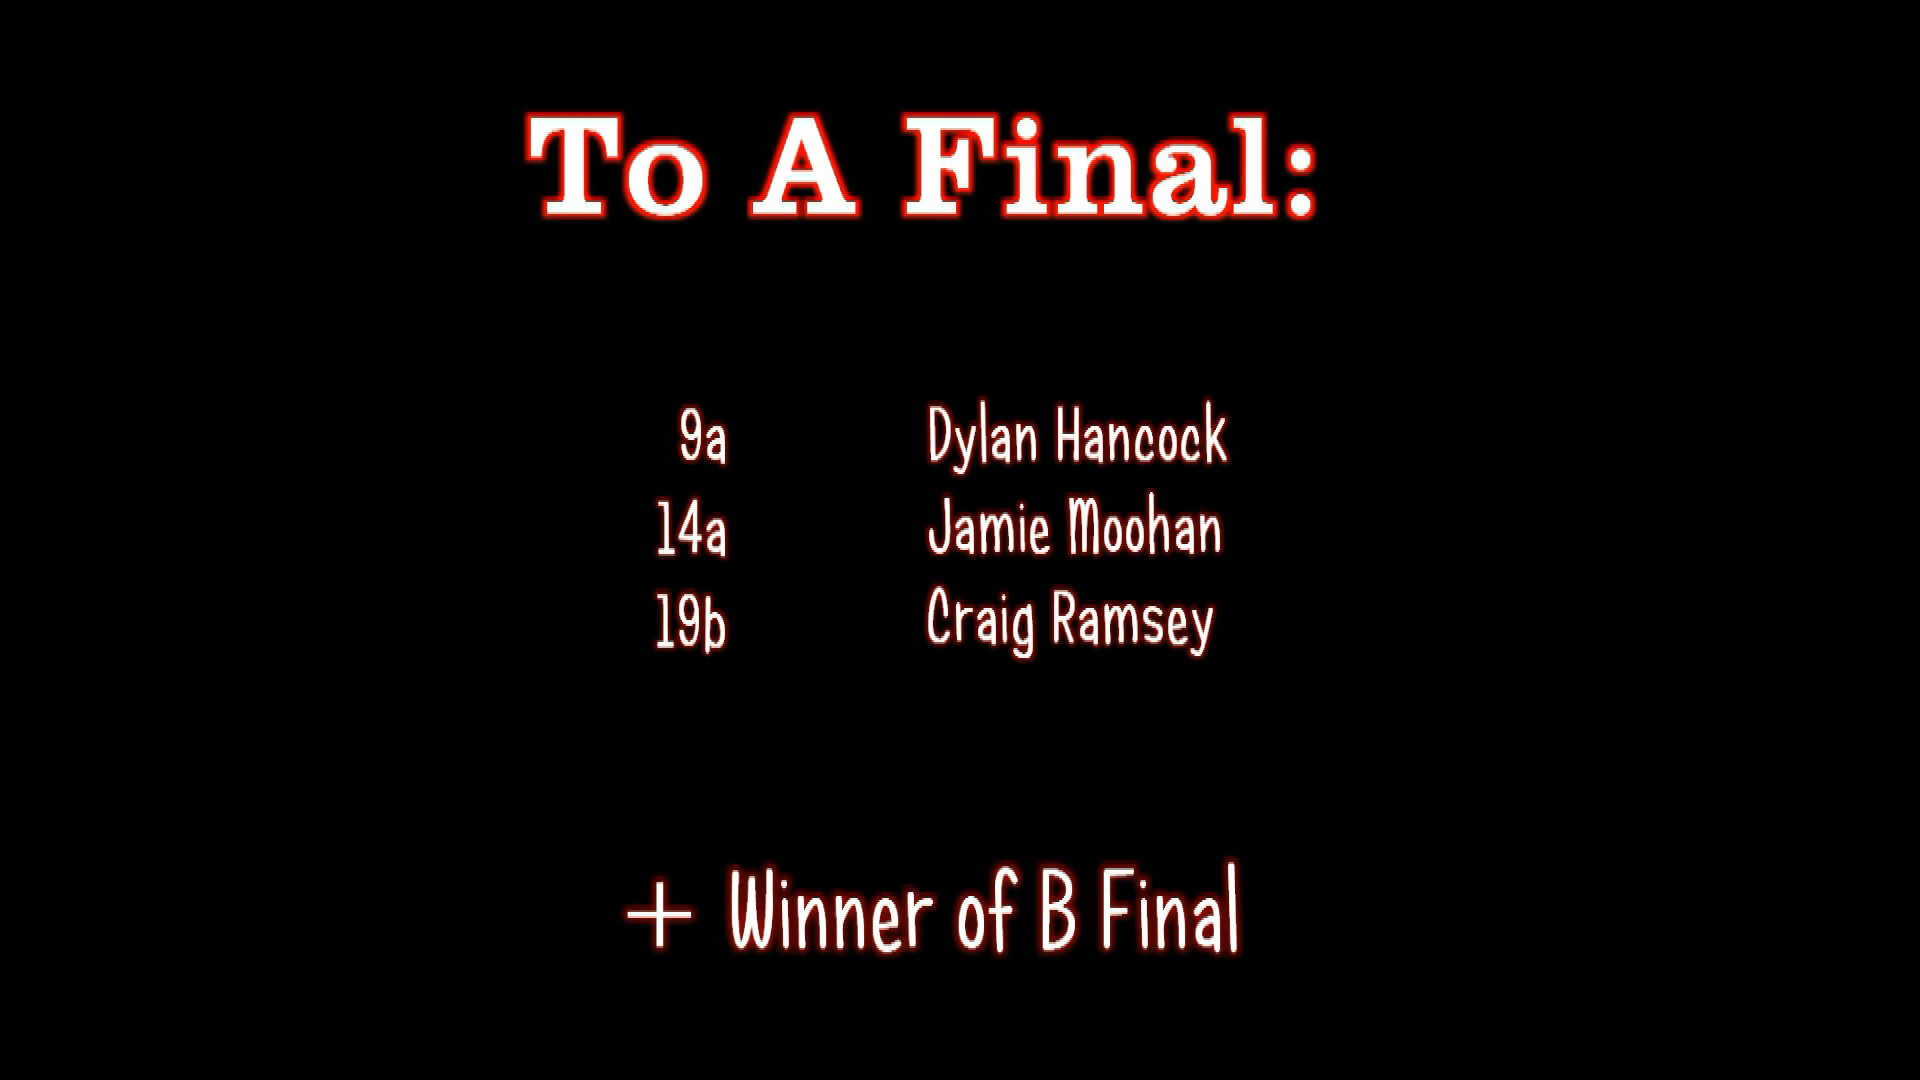 To A Final:
9a Dylan Hancock
14a Jamie Moohan
19b Craig Ramsey
+ Winner of B Final